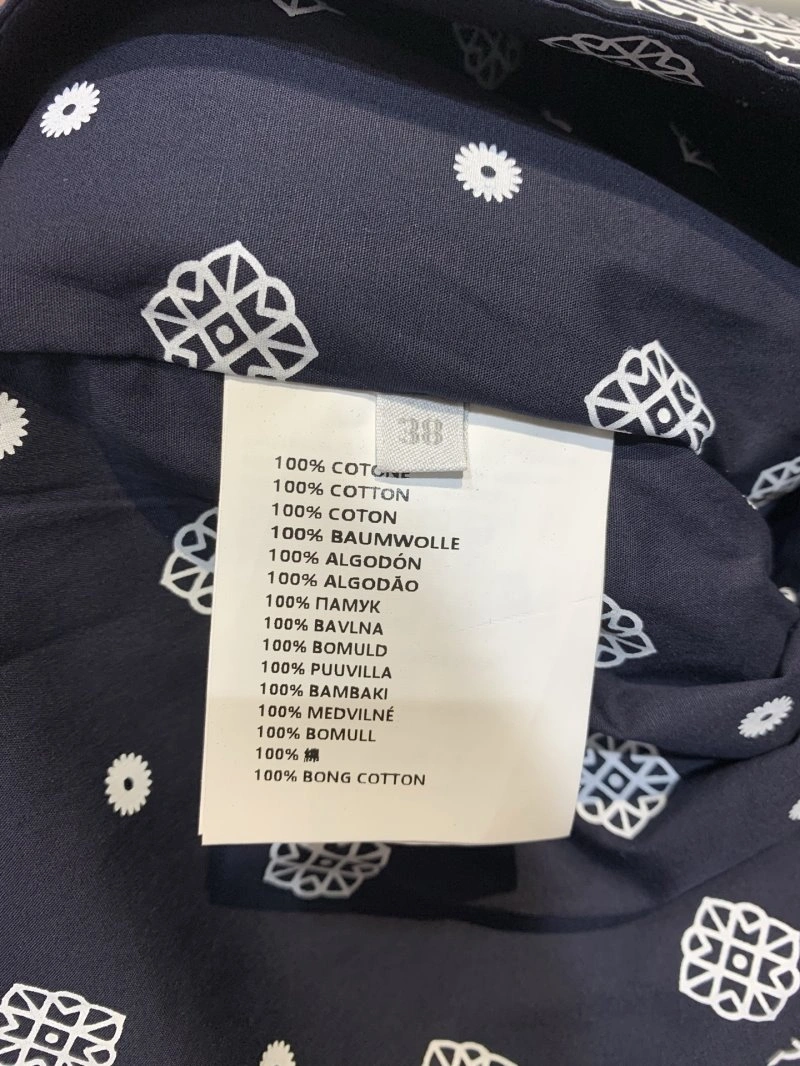 38
100% COTONE
100% COTTON
100% COTON
100% BAUMWOLLE
100% ALGODÓN
100% ALGODÃO
100% ПАМУК
100% BAVLNA
100% BOMULD
100% PUUVILLA
100% BAMBAKI
100% MEDVILNÉ
100% BOMULL
100% 綿
100% BONG COTTON